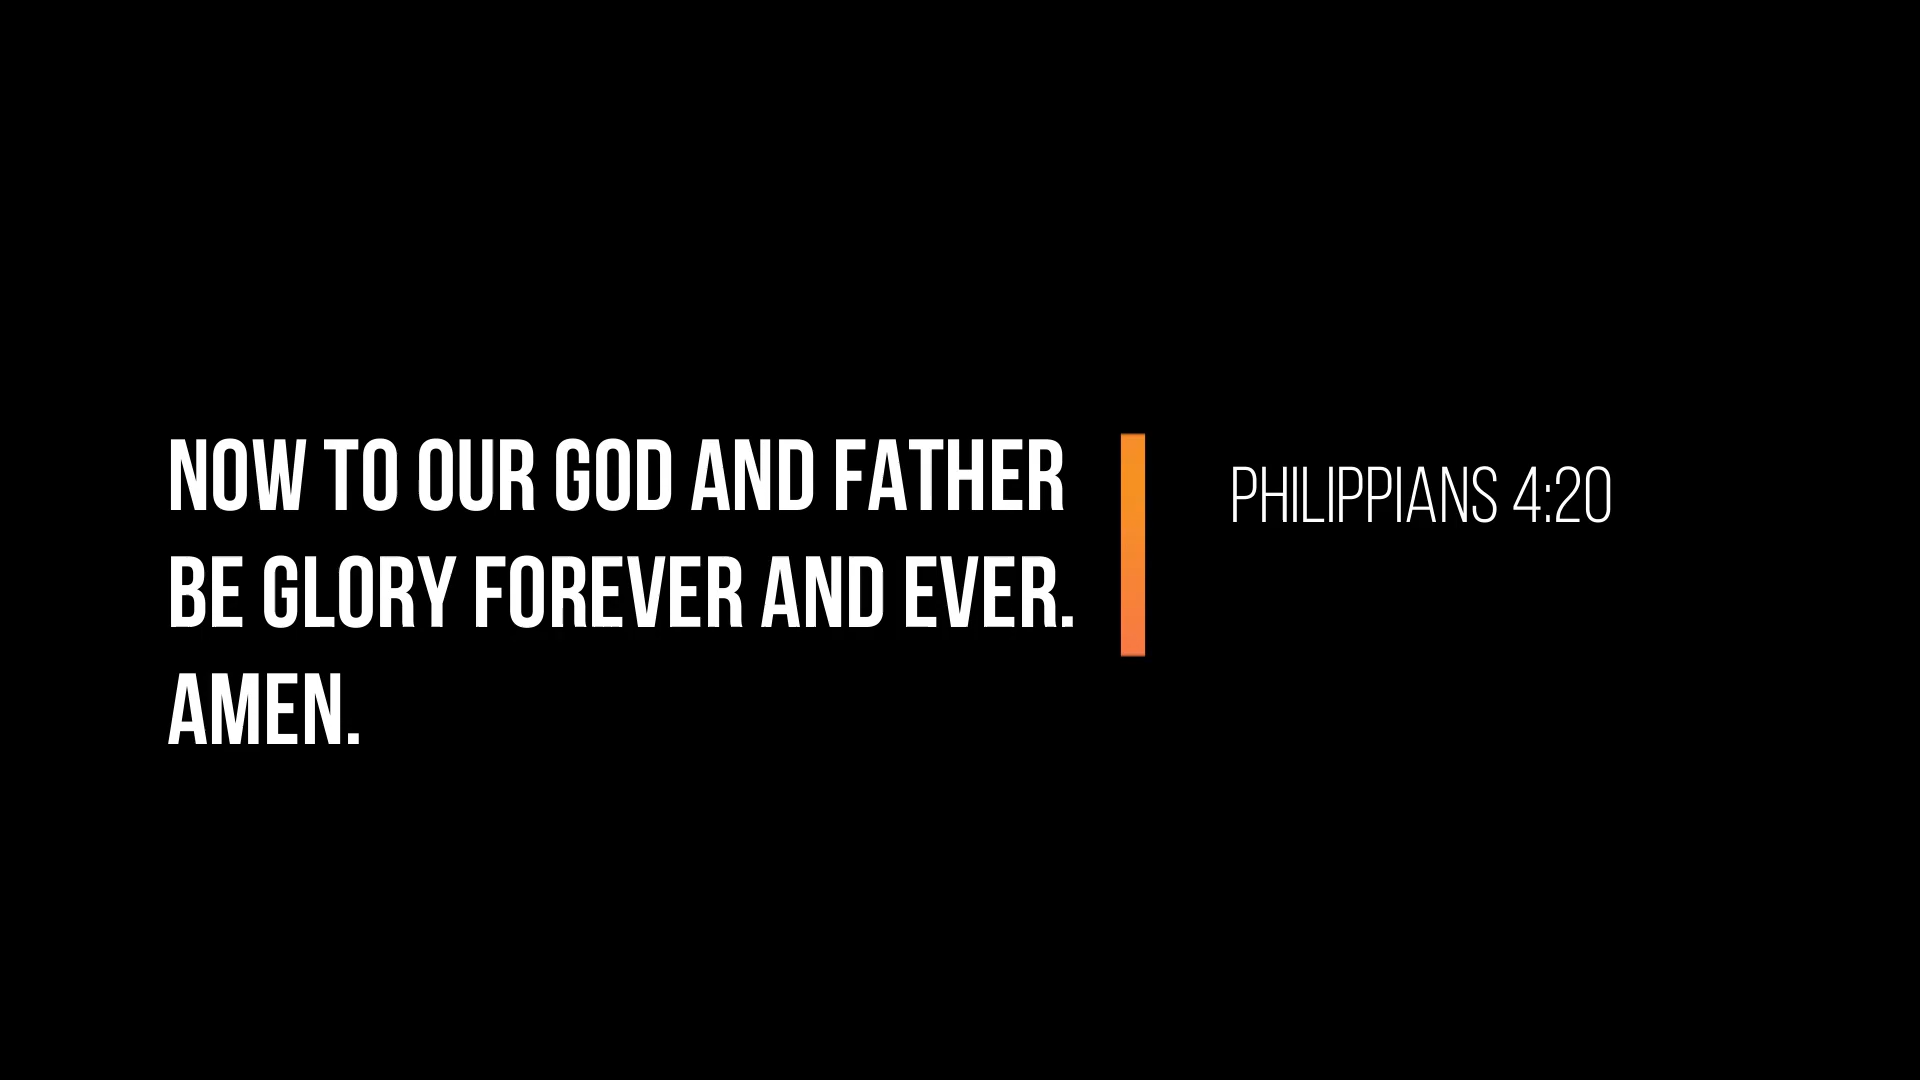 NOW TO OUR GOD AND FATHER
BE GLORY FOREVER AND EVER.
AMEN.
PHILIPPIANS 4:20